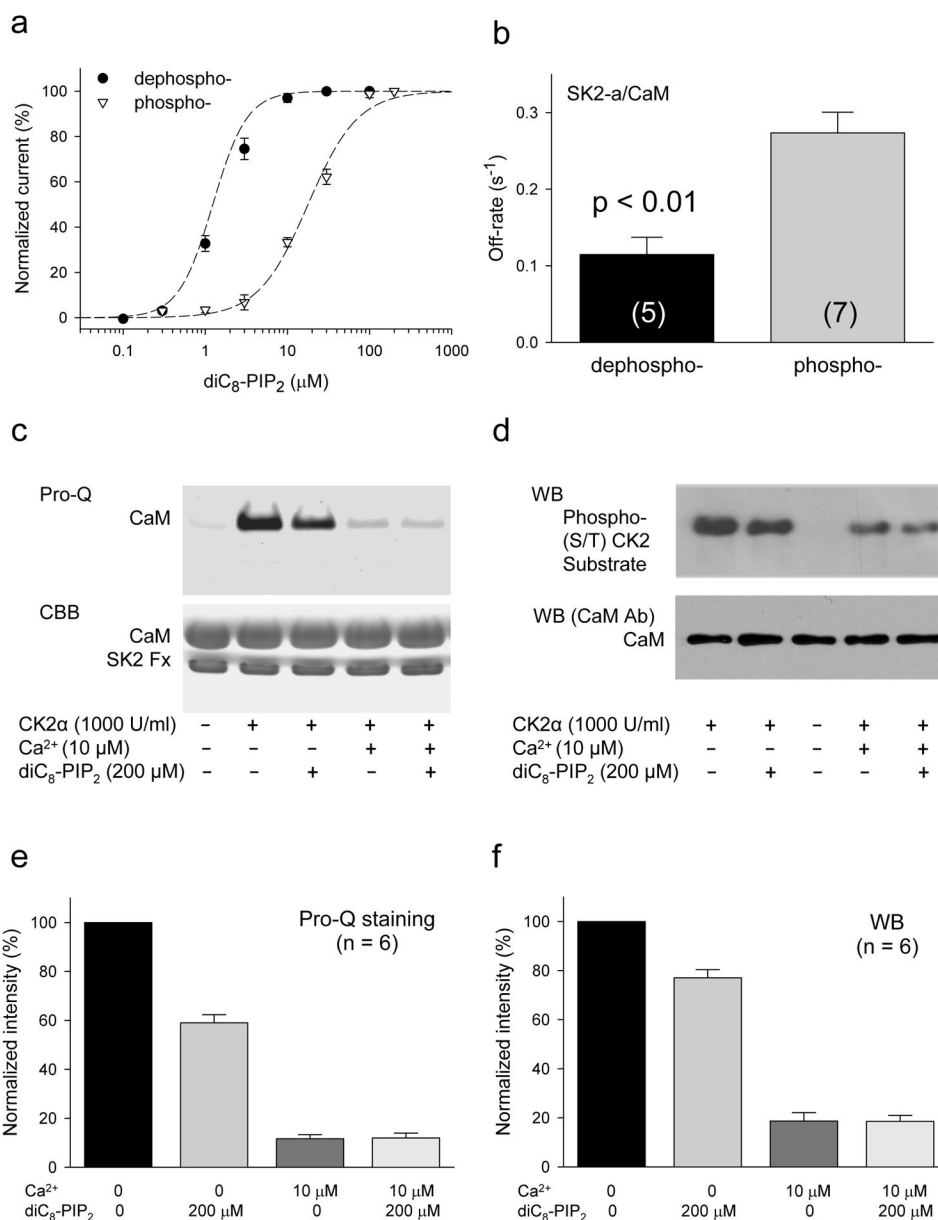 a
dephospho-
phospho-
Normalized current (%)
100
80
60
40
20
0
0.1 1 10 100 1000
diC₈-PIP₂ (μM)
b
SK2-a/CaM
Off-rate (s⁻¹)
0.3
0.2
0.1
0.0
p < 0.01
(5) (7)
dephospho- phospho-
c
Pro-Q
CaM
CBB
CaM
SK2 Fx
CK2α (1000 U/ml) – + + + +
Ca²⁺ (10 μM) – – – + +
diC₈-PIP₂ (200 μM) – – + – +
d
WB
Phospho-
(S/T) CK2
Substrate
WB (CaM Ab)
CaM
CK2α (1000 U/ml) + + – + +
Ca²⁺ (10 μM) – – – + +
diC₈-PIP₂ (200 μM) – + – – +
e
Pro-Q staining
(n = 6)
Normalized intensity (%)
100
80
60
40
20
0
Ca²⁺ 0 0 10 μM 10 μM
diC₈-PIP₂ 0 200 μM 0 200 μM
f
WB
(n = 6)
Normalized intensity (%)
100
80
60
40
20
0
Ca²⁺ 0 0 10 μM 10 μM
diC₈-PIP₂ 0 200 μM 0 200 μM